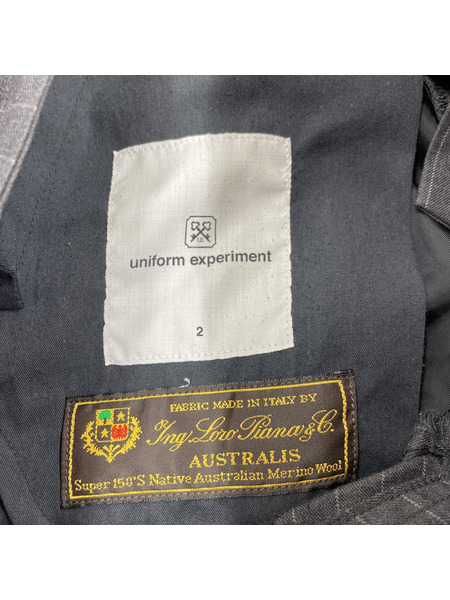 uniform experiment
2
FABRIC MADE IN ITALY BY
Ing. Loro Piana & C.
AUSTRALIS
Super 150'S Native Australian Merino Wool